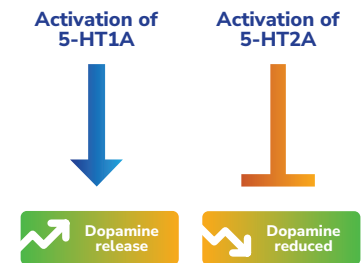 Activation of
5-HT1A
Activation of
5-HT2A
Dopamine
release
Dopamine
reduced